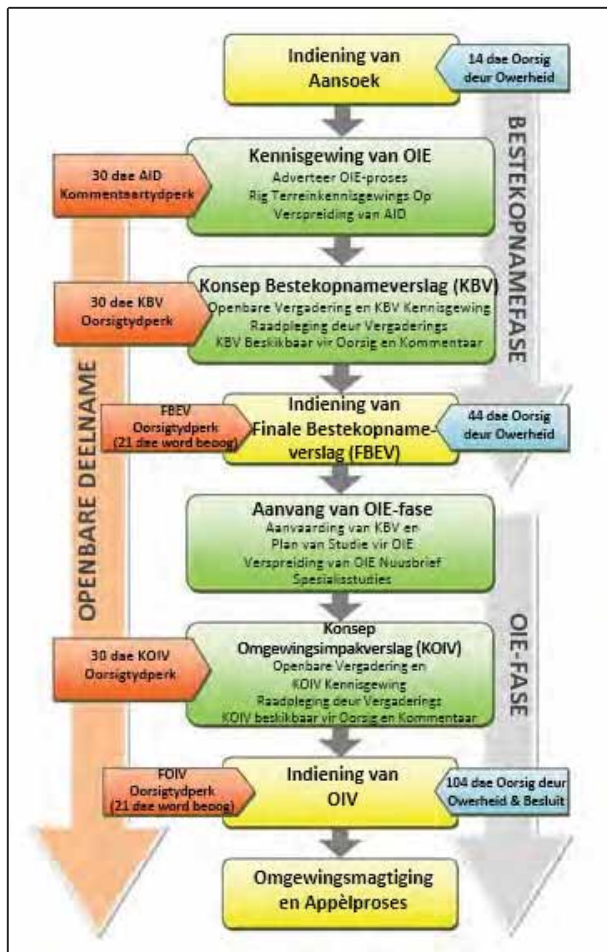 Indiening van
Aansoek
14 dae Oorsig
deur Owerheid
BESTEKOPNAMEFASE
Kennisgewing van OIE
Adverteer OIE-proses
Rig Terreinkennisgewings Op
Verspreiding van AID
30 dae AID
Kommentaartydperk
Konsep Bestekopnameverslag (KBV)
Openbare Vergadering en KBV Kennisgewing
Raadpleging deur Vergaderings
KBV Beskikbaar vir Oorsig en Kommentaar
30 dae KBV
Oorsigtydperk
OPENBARE DEELNAME
FBEV
Oorsigtydperk
(21 dae word beoog)
Indiening van
Finale Bestekopname-
verslag (FBEV)
44 dae Oorsig
deur Owerheid
Aanvang van OIE-fase
Aanvaarding van KBV en
Plan van Studie vir OIE
Verspreiding van OIE Nuusbrief
Spesialisstudies
OIE-FASE
30 dae KOIV
Oorsigtydperk
Konsep
Omgewingsimpakverslag (KOIV)
Openbare Vergadering en
KOIV Kennisgewing
Raadpleging deur Vergaderings
KOIV beskikbaar vir Oorsig en Kommentaar
FOIV
Oorsigtydperk
(21 dae word beoog)
Indiening van
OIV
104 dae Oorsig deur
Owerheid & Besluit
Omgewingsmagtiging
en Appèlproses